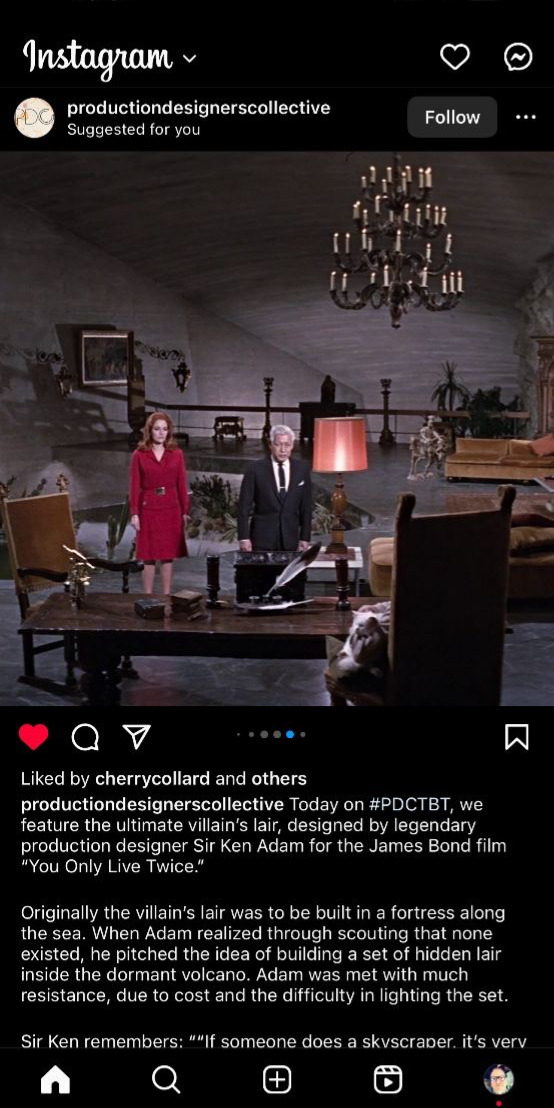 Instagram
PDC
productiondesignerscollective
Suggested for you
Follow
Liked by cherrycollard and others
productiondesignerscollective Today on #PDCTBT, we
feature the ultimate villain’s lair, designed by legendary
production designer Sir Ken Adam for the James Bond film
“You Only Live Twice.”
Originally the villain’s lair was to be built in a fortress along
the sea. When Adam realized through scouting that none
existed, he pitched the idea of building a set of hidden lair
inside the dormant volcano. Adam was met with much
resistance, due to cost and the difficulty in lighting the set.
Sir Ken remembers: ““If someone does a skyscraper, it’s very